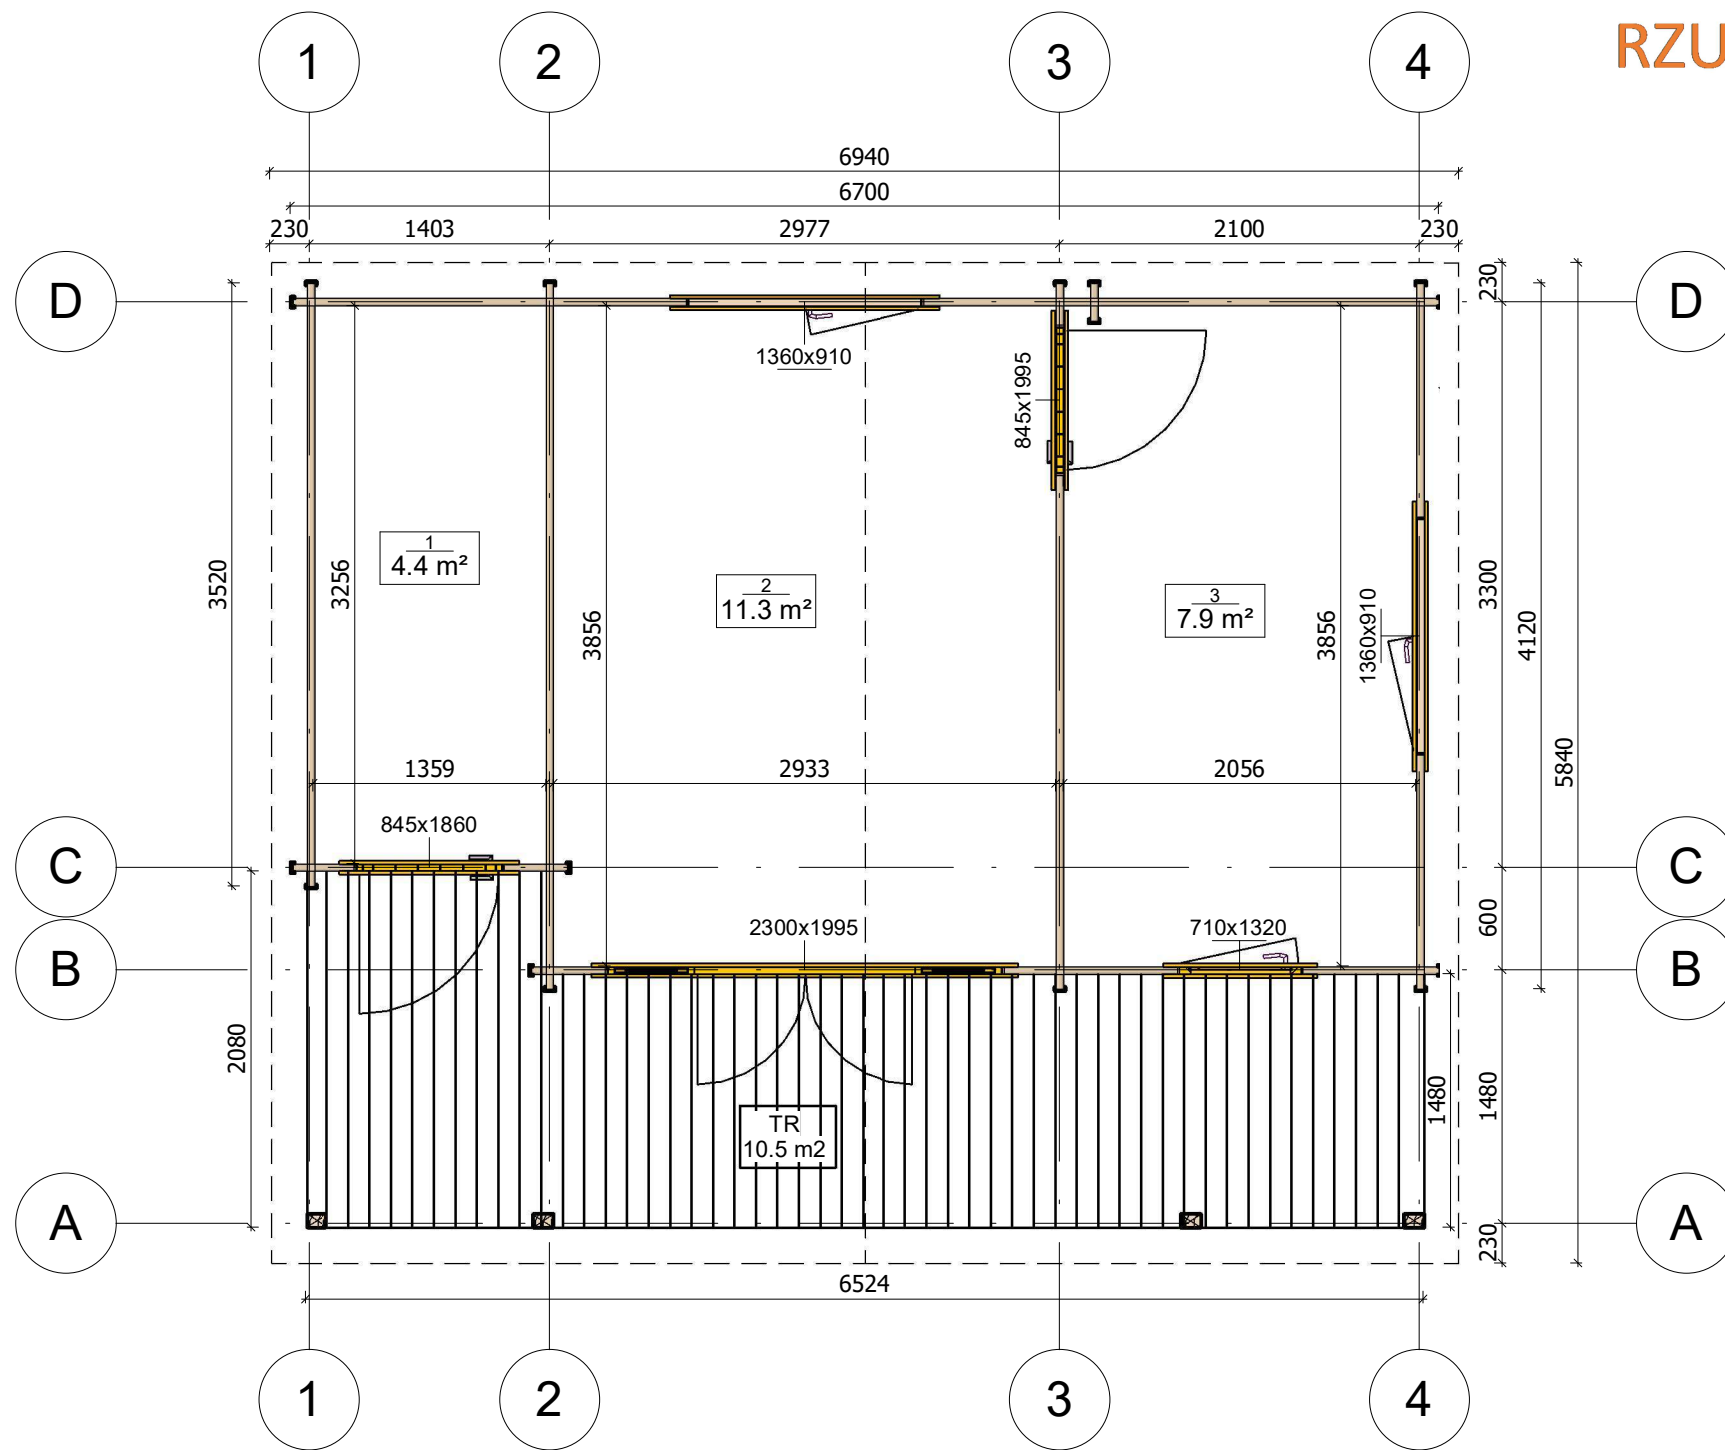 RZU
1
2
3
4
6940
6700
230
1403
2977
2100
230
D
D
230
1360x910
845x1995
3520
3256
1
4.4 m²
2
11.3 m²
3
7.9 m²
3856
3856
1360x910
3300
4120
5840
1359
2933
2056
845x1860
C
C
2300x1995
710x1320
600
B
B
2080
1480
1480
TR
10.5 m2
A
A
230
6524
1
2
3
4